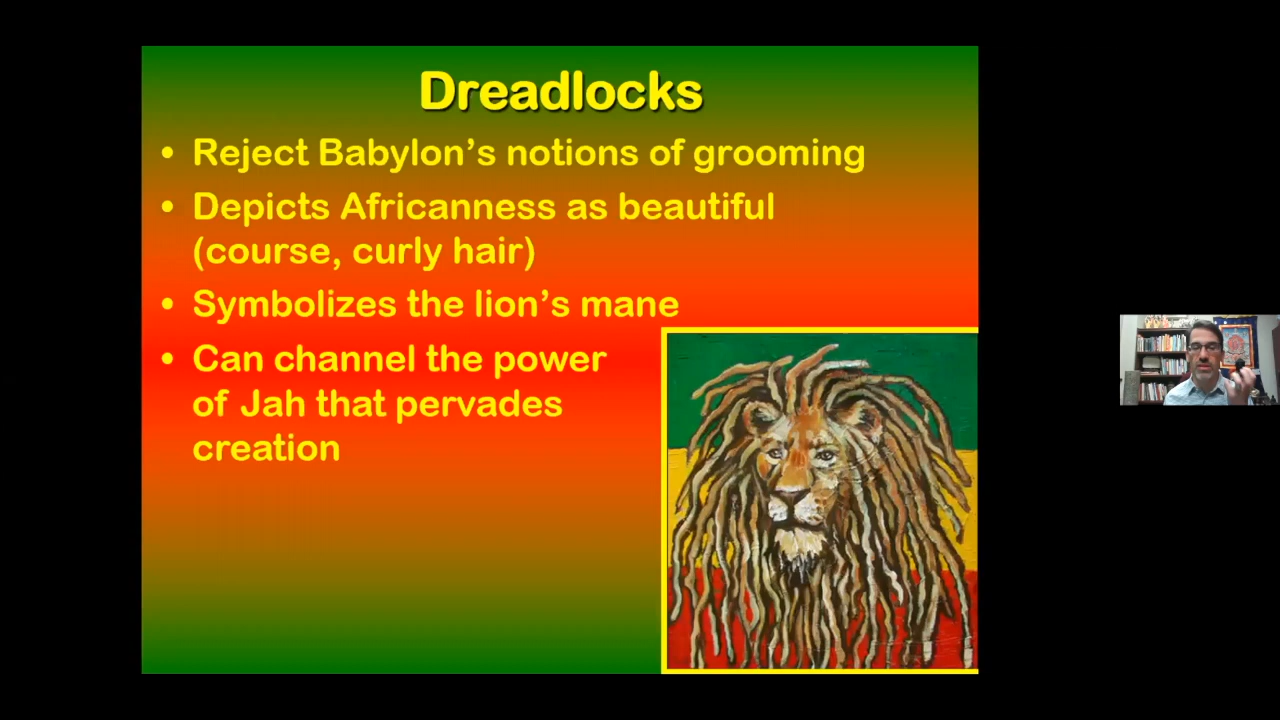 Dreadlocks
• Reject Babylon’s notions of grooming
• Depicts Africanness as beautiful
(course, curly hair)
• Symbolizes the lion’s mane
• Can channel the power
of Jah that pervades
creation